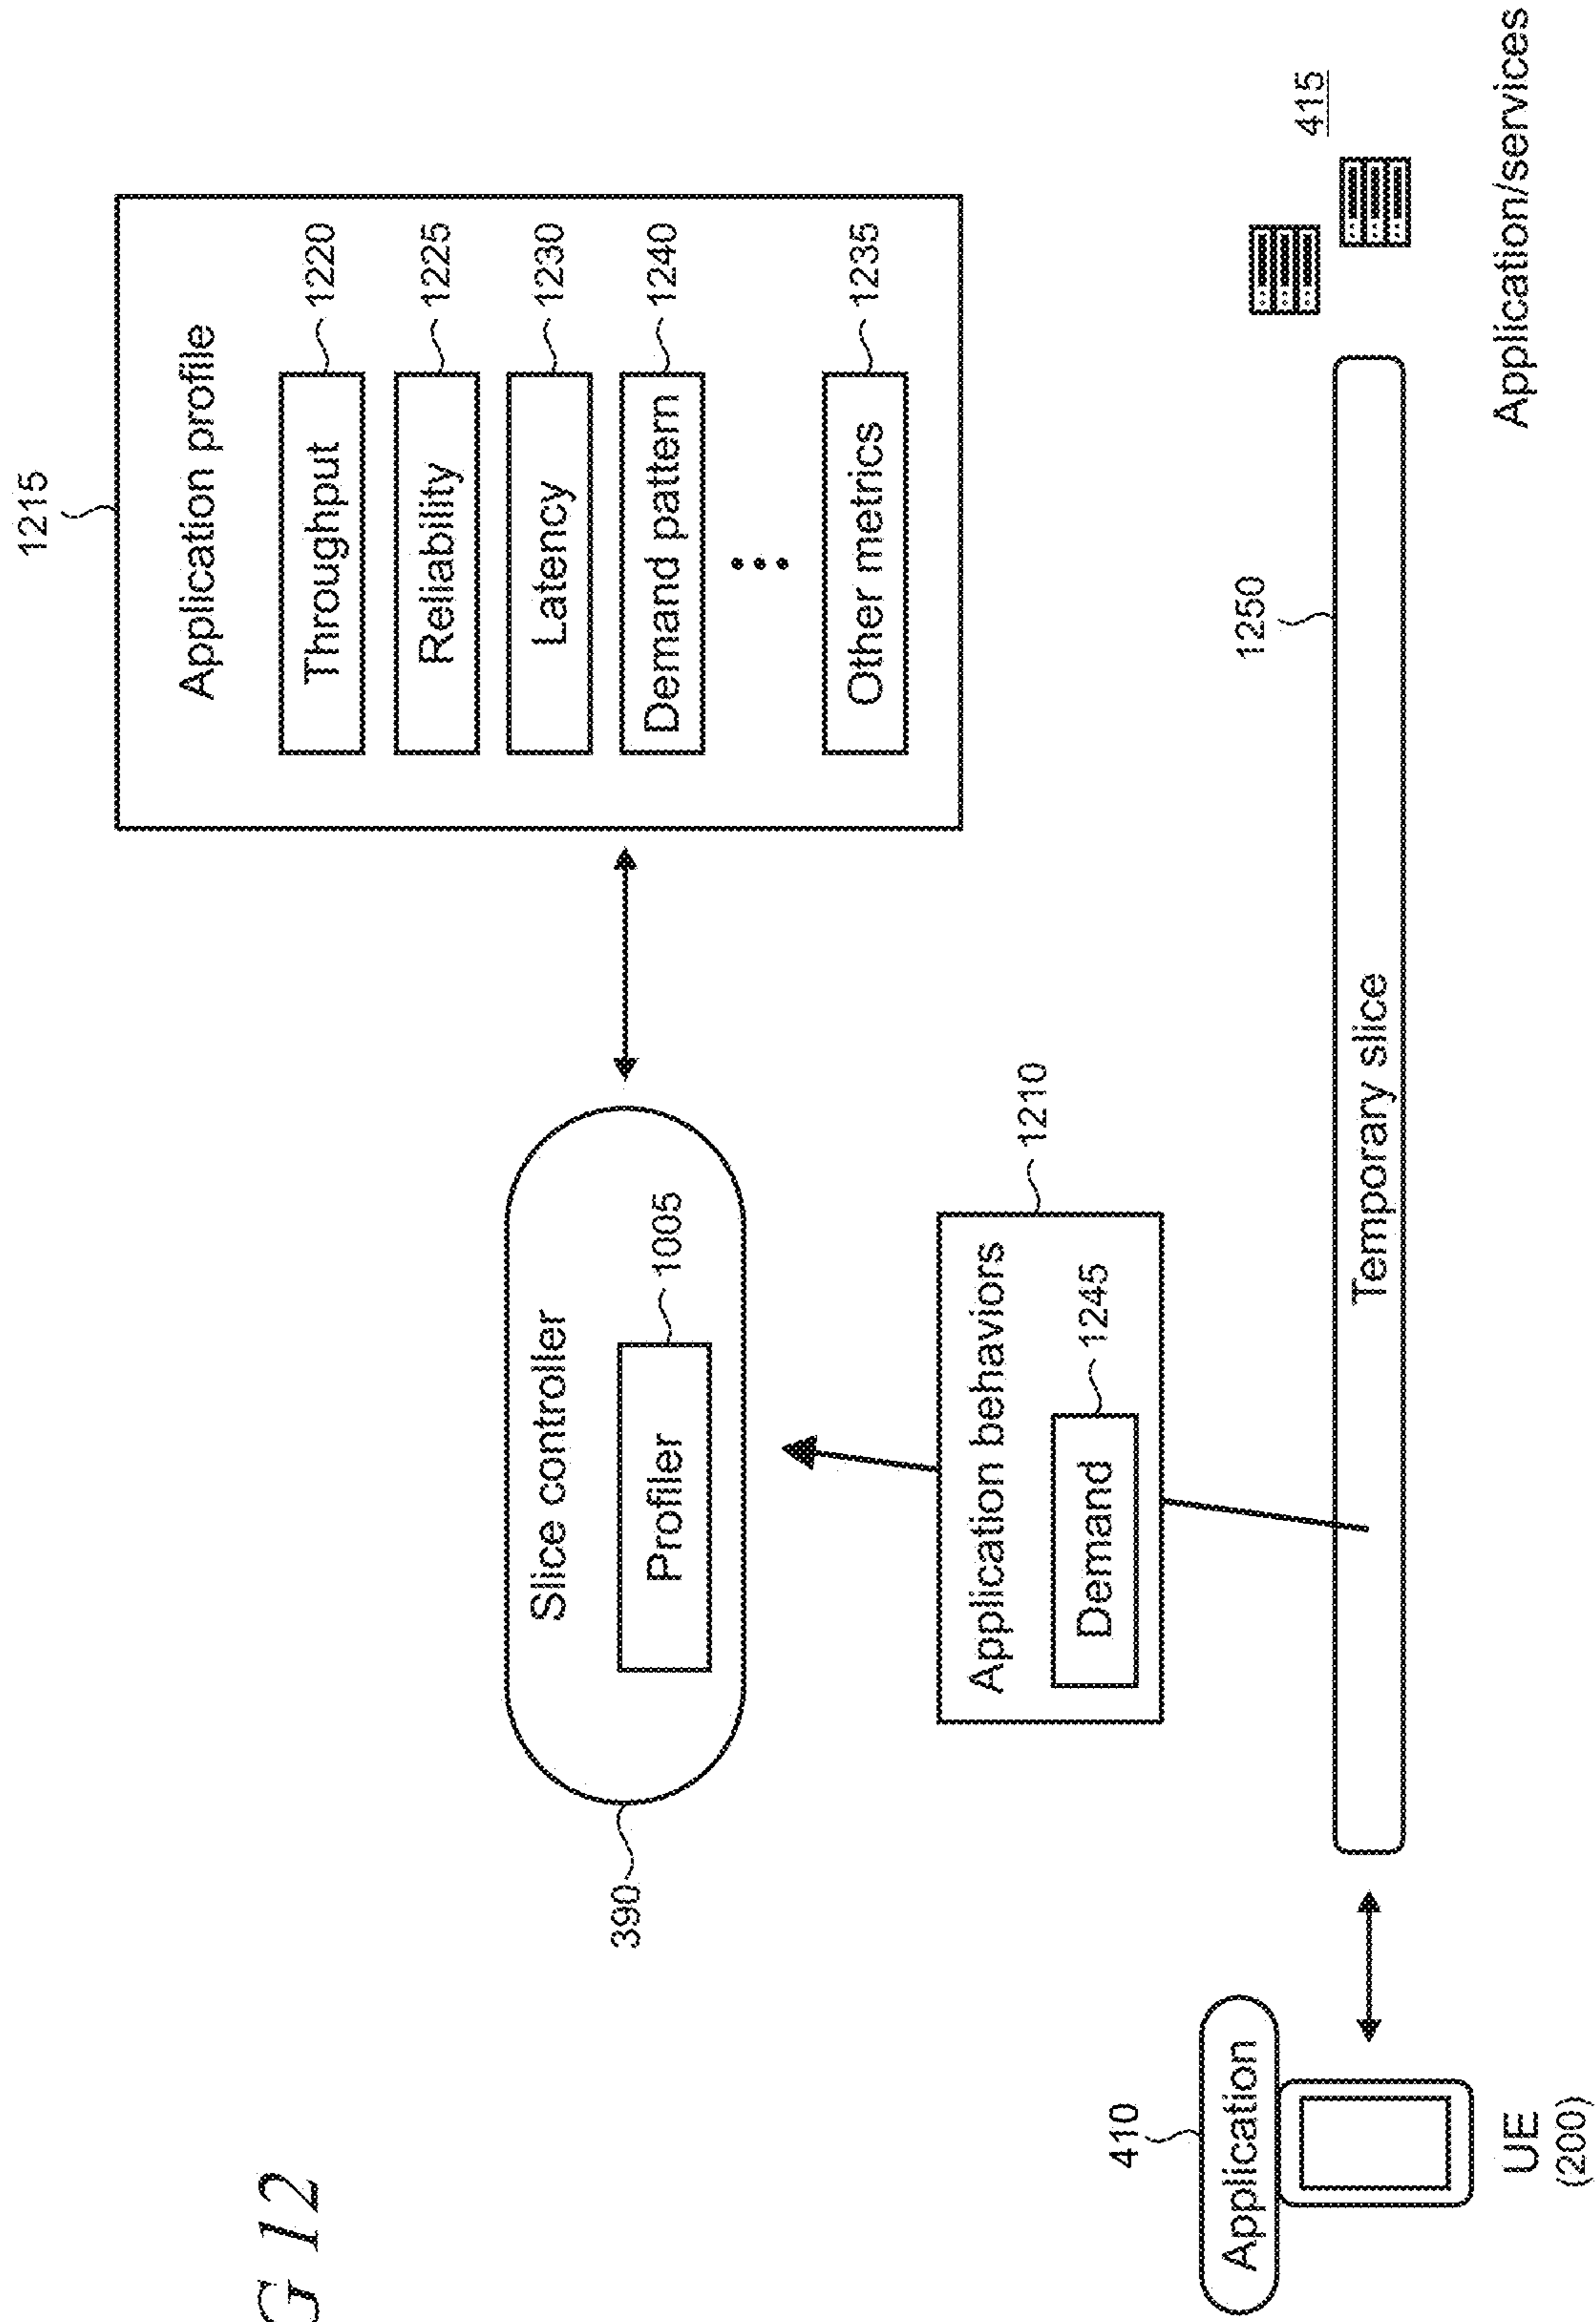 G 12
1215
Application profile
Throughput
1220
Reliability
1225
Latency
1230
Demand pattern
1240
Other metrics
1235
Slice controller
Profiler
1005
390
Application behaviors
Demand
1245
1210
410
Application
UE
(200)
Temporary slice
1250
415
Application/services